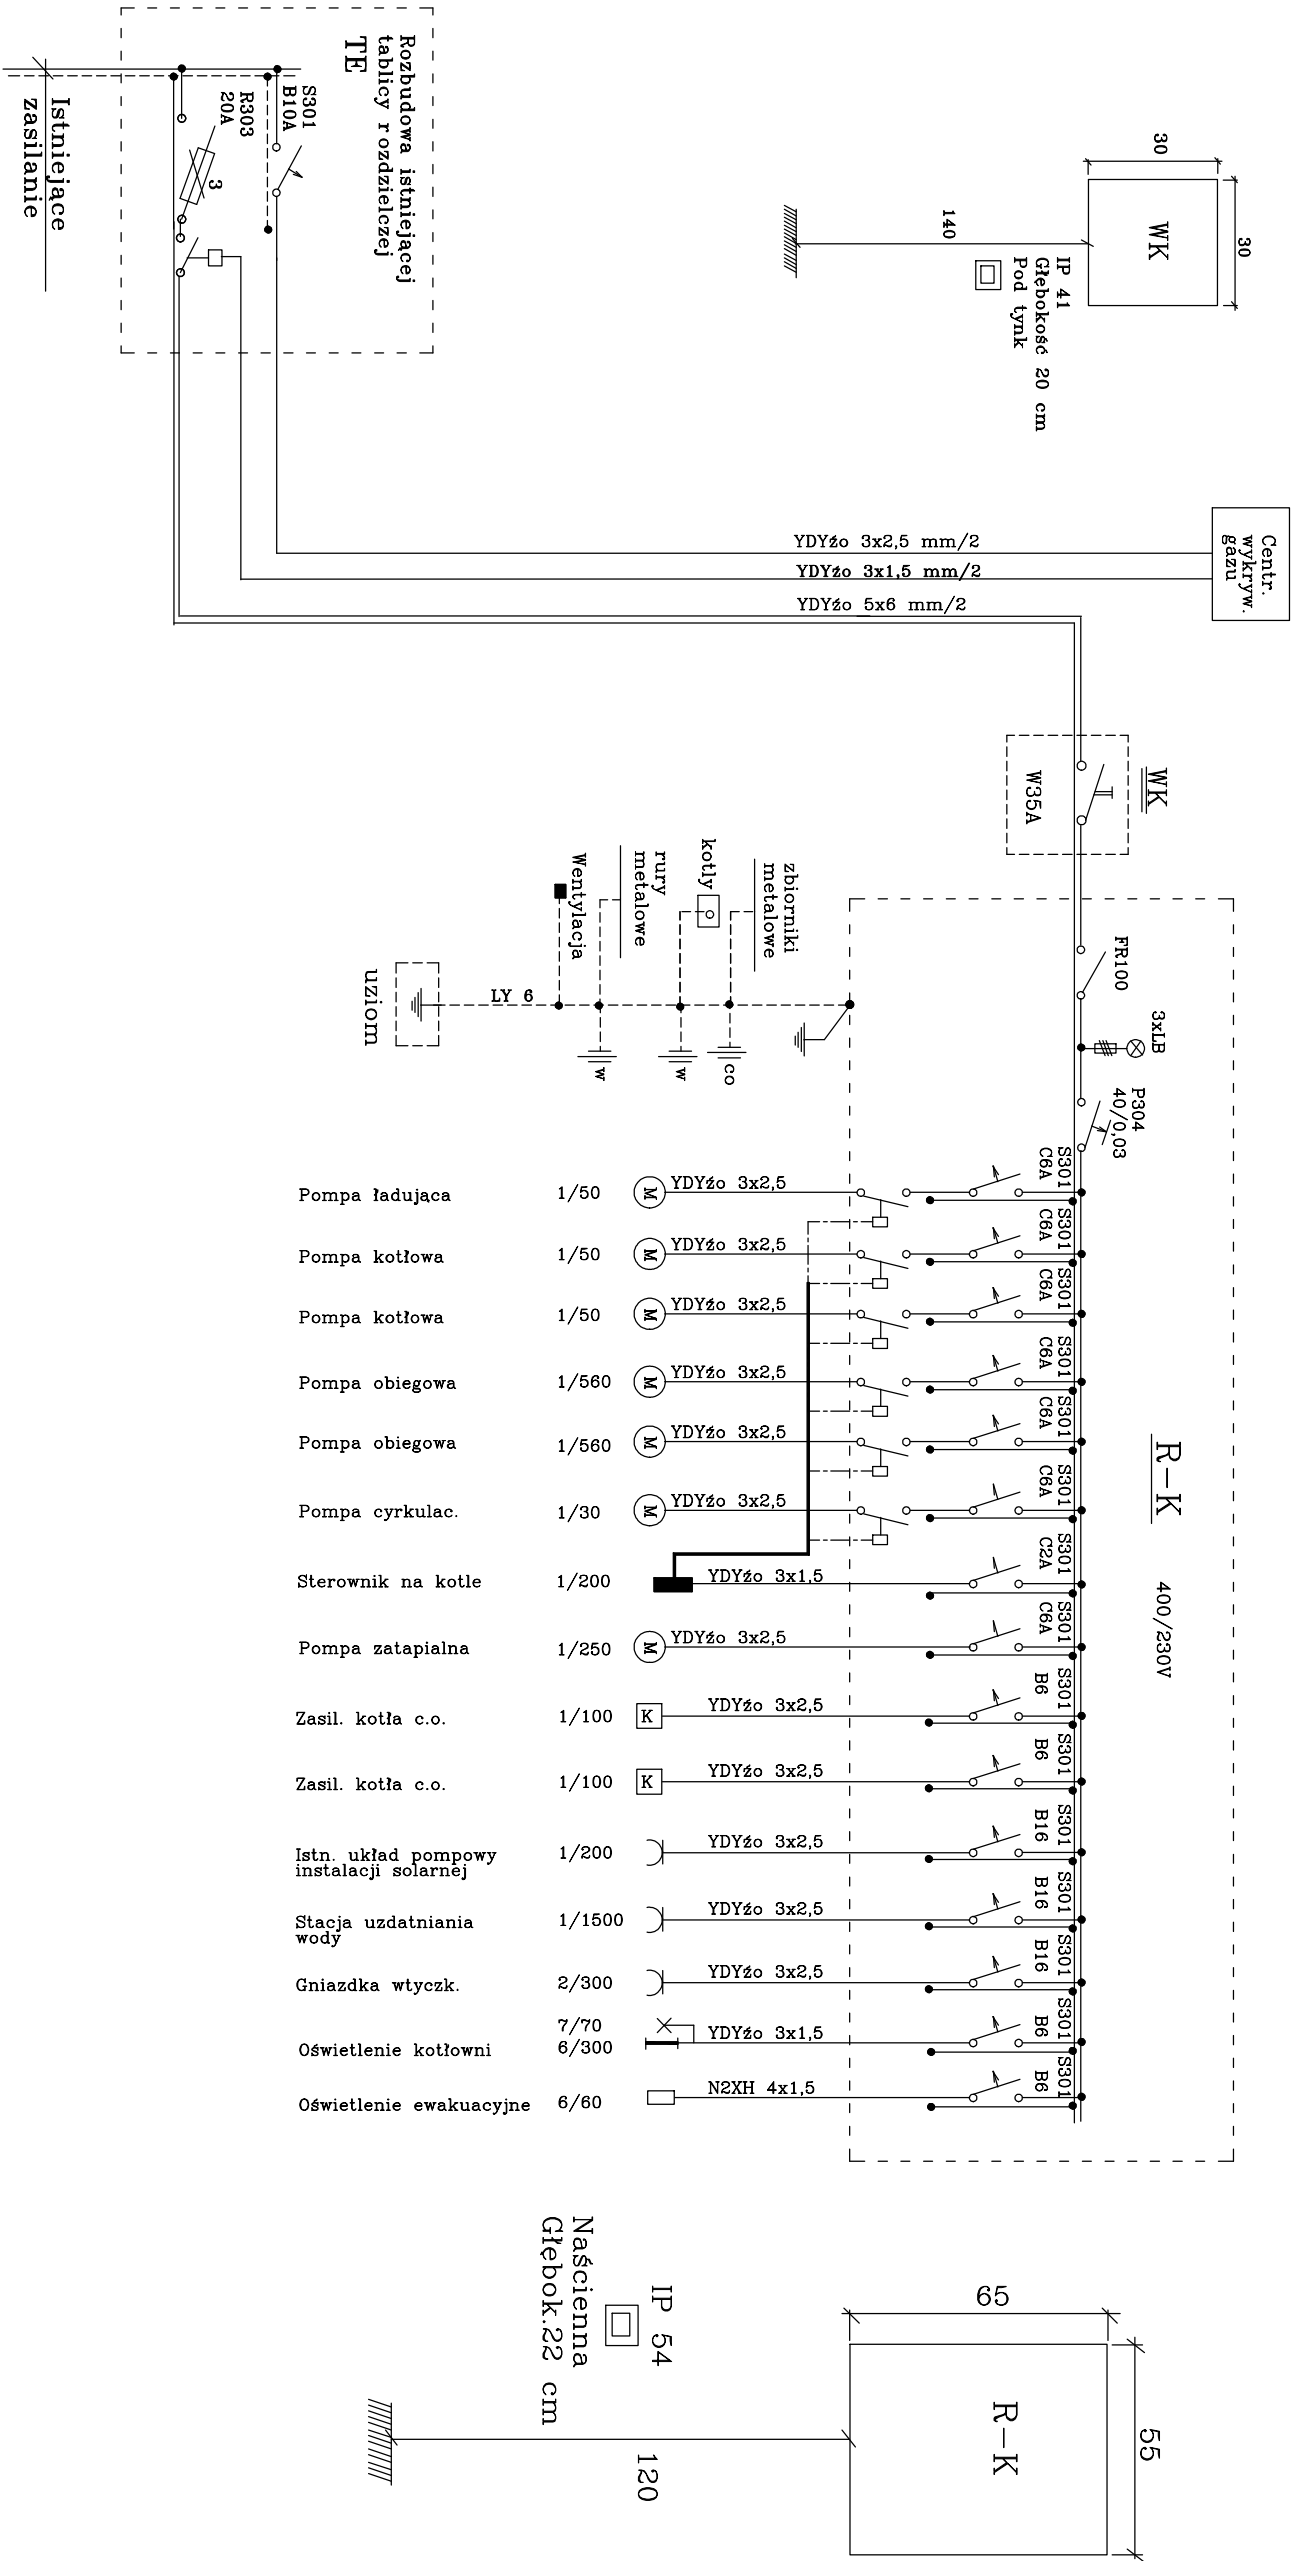 Rozbudowa istniejącej
tablicy rozdzielczej
TE
S301
B10A
R303
20A
3
Istniejące
zasilanie
30
30
WK
140
IP 41
Głębokość 20 cm
Pod tynk
Centr.
wykryw.
gazu
YDYżo 3x2,5 mm/2
YDYżo 3x1,5 mm/2
YDYżo 5x6 mm/2
WK
W35A
zbiorniki
metalowe
kotly
rury
metalowe
Wentylacja
uziom
LY 6
w
w
co
FR100
3xLB
P304
40/0,03
R-K
400/230V
Pompa ładująca 1/50 M YDYżo 3x2,5 S301 C6A
Pompa kotłowa 1/50 M YDYżo 3x2,5 S301 C6A
Pompa kotłowa 1/50 M YDYżo 3x2,5 S301 C6A
Pompa obiegowa 1/560 M YDYżo 3x2,5 S301 C6A
Pompa obiegowa 1/560 M YDYżo 3x2,5 S301 C6A
Pompa cyrkulac. 1/30 M YDYżo 3x2,5 S301 C6A
Sterownik na kotle 1/200 YDYżo 3x1,5 S301 C2A
Pompa zatapialna 1/250 M YDYżo 3x2,5 S301 C6A
Zasil. kotła c.o. 1/100 K YDYżo 3x2,5 S301 B6
Zasil. kotła c.o. 1/100 K YDYżo 3x2,5 S301 B6
Istn. układ pompowy 1/200 YDYżo 3x2,5 S301 B16
instalacji solarnej
Stacja uzdatniania 1/1500 YDYżo 3x2,5 S301 B16
wody
Gniazdka wtyczk. 2/300 YDYżo 3x2,5 S301 B16
7/70
Oświetlenie kotłowni 6/300 YDYżo 3x1,5 S301 B6
Oświetlenie ewakuacyjne 6/60 N2XH 4x1,5 S301 B6
65
55
R-K
120
IP 54
Naścienna
Głębok.22 cm